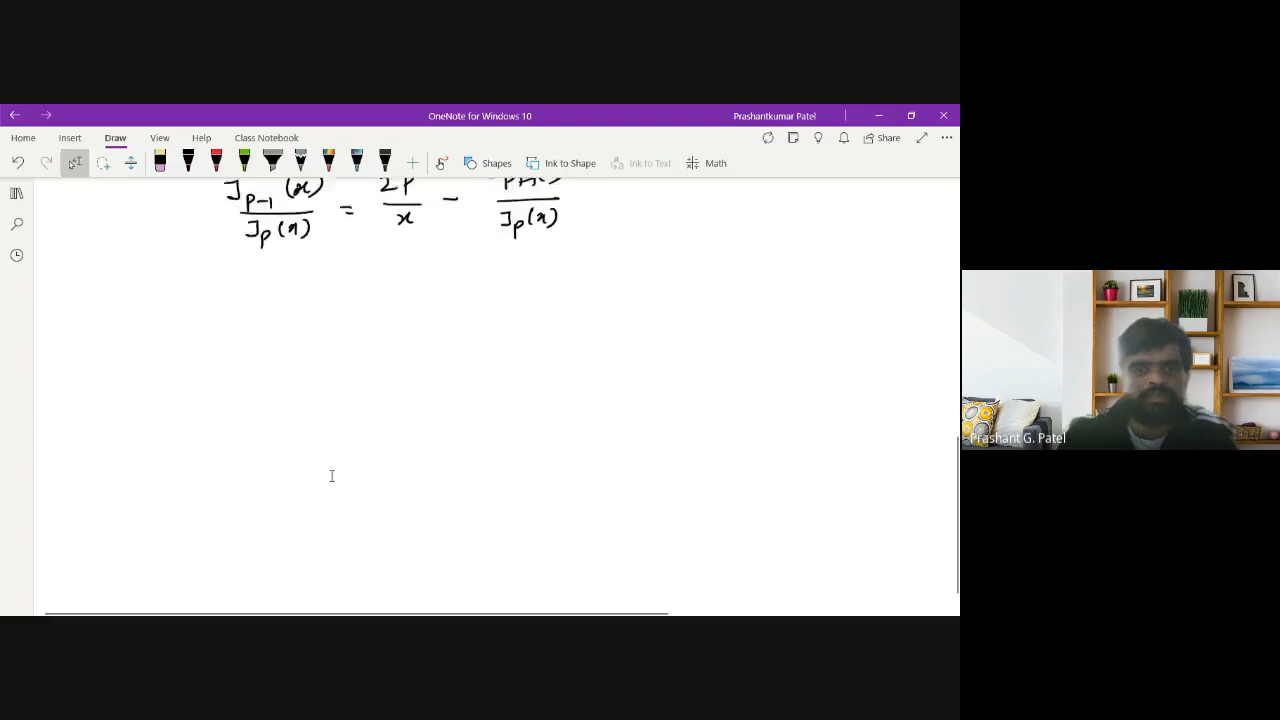 OneNote for Windows 10
Prashantkumar Patel
Home Insert Draw View Help Class Notebook
Share
Shapes Ink to Shape Ink to Text Math
J_{p-1}(x) / J_p(x) = 2p / x - / J_p(x)
Prashant G. Patel